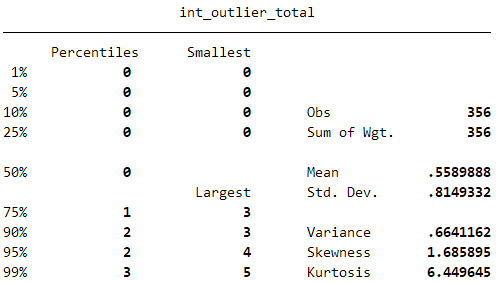 int_outlier_total
Percentiles Smallest
1% 0 0
5% 0 0
10% 0 0 Obs 356
25% 0 0 Sum of Wgt. 356
50% 0 Mean .5589888
Largest Std. Dev. .8149332
75% 1 3
90% 2 3 Variance .6641162
95% 2 4 Skewness 1.685895
99% 3 5 Kurtosis 6.449645